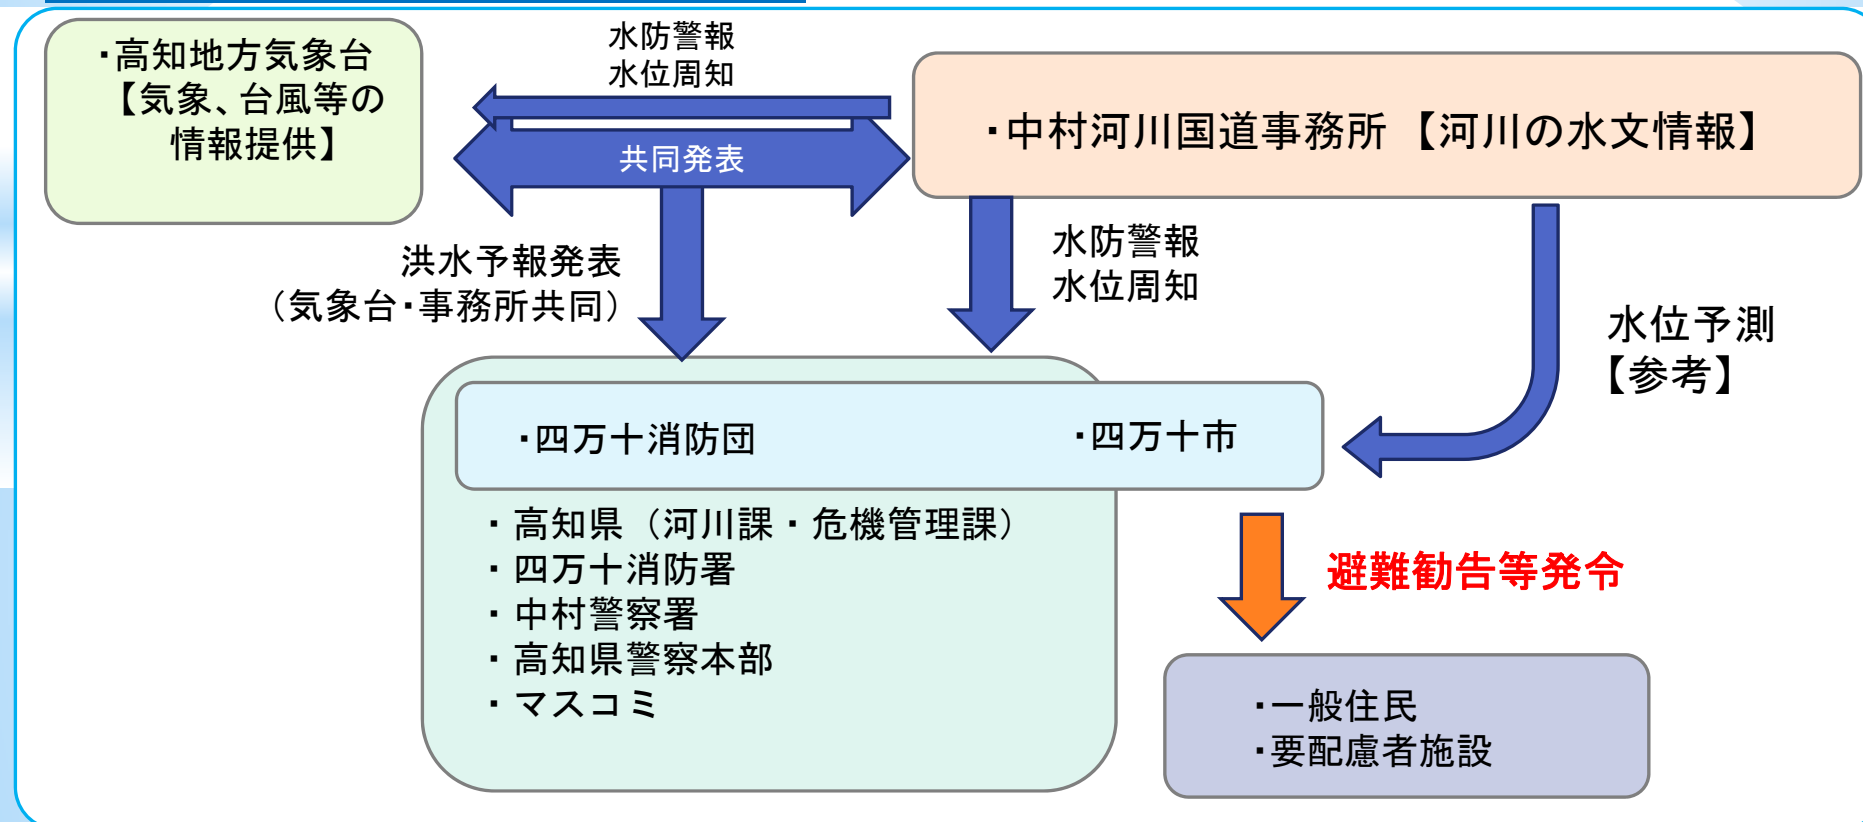 ・高知地方気象台
【気象、台風等の
情報提供】
水防警報
水位周知
共同発表
・中村河川国道事務所 【河川の水文情報】
洪水予報発表
（気象台・事務所共同）
水防警報
水位周知
水位予測
【参考】
・四万十消防団
・四万十市
・高知県（河川課・危機管理課）
・四万十消防署
・中村警察署
・高知県警察本部
・マスコミ
避難勧告等発令
・一般住民
・要配慮者施設